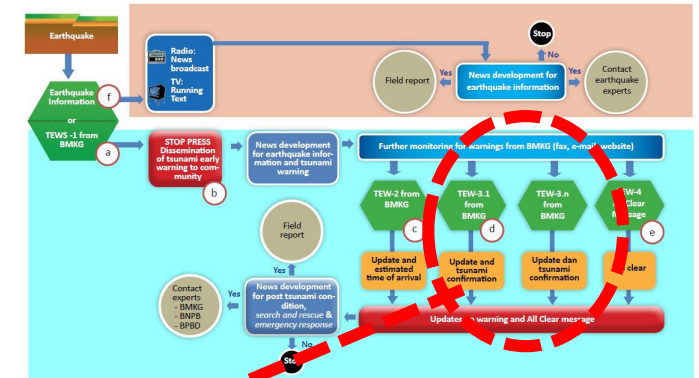 Earthquake
Earthquake
Information
or
TEWS -1 from
BMKG
f
a
Radio:
News
broadcast
TV:
Running
Text
Stop
No
Field report
Yes
News development for
earthquake information
Yes
Contact
earthquake
experts
STOP PRESS
Dissemination
of tsunami early
warning to com-
munity
b
News development
for earthquake infor-
mation and tsunami
warning
Further monitoring for warnings from BMKG (fax, e-mail, website)
TEW-2 from
BMKG
c
TEW-3.1
from
BMKG
d
TEW-3.n
from
BMKG
TEW-4
Clear
Message
e
Update and
estimated
time of arrival
Update and
tsunami
confirmation
Update dan
tsunami
confirmation
clear
Field
report
Yes
Contact
experts
- BMKG
- BNPB
- BPBD
Yes
News development
for post tsunami con-
dition,
search and rescue &
emergency response
No
Updates on warning and All Clear message